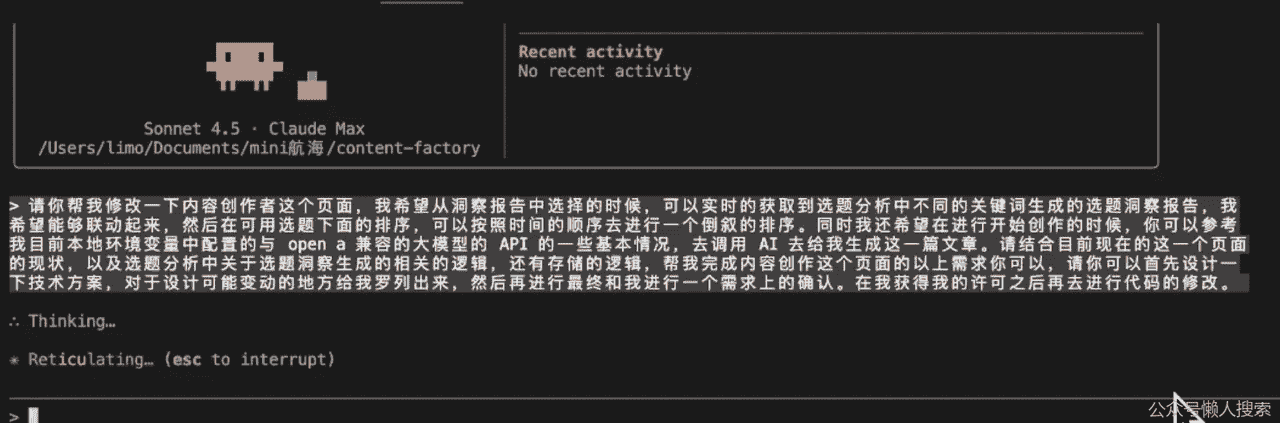 Recent activity
No recent activity
Sonnet 4.5 · Claude Max
/Users/limo/Documents/mini航海/content-factory
> 请你帮我修改一下内容创作者这个页面，我希望从洞察报告中选择的时候，可以实时的获取到选题分析中不同的关键词生成的选题洞察报告，我
希望能够联动起来，然后在可用选题下面的排序，可以按照时间的顺序去进行一个倒叙的排序。同时我还希望在进行开始创作的时候，你可以参考
我目前本地环境变量中配置的与 open a 兼容的大模型的 API 的一些基本情况，去调用 AI 去给我生成这一篇文章。请结合目前现在的这一个页面
的现状，以及选题分析中关于选题洞察生成的相关的逻辑，还有存储的逻辑，帮我完成内容创作这个页面的以上需求你可以，请你可以首先设计一
下技术方案，对于设计可能变动的地方给我罗列出来，然后再进行最终和我进行一个需求上的确认。在我获得我的许可之后再去进行代码的修改。
∴ Thinking…
✳ Reticulating… (esc to interrupt)
>
公众号懒人搜索